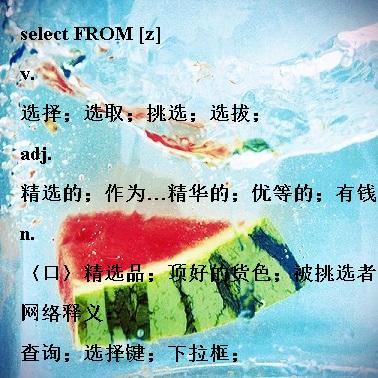 select FROM [z]
v.
选择；选取；挑选；选拔；
adj.
精选的；作为...精华的；优等的；有钱
n.
〈口〉精选品；顶好的货色；被挑选者
网络释义
查询；选择键；下拉框；